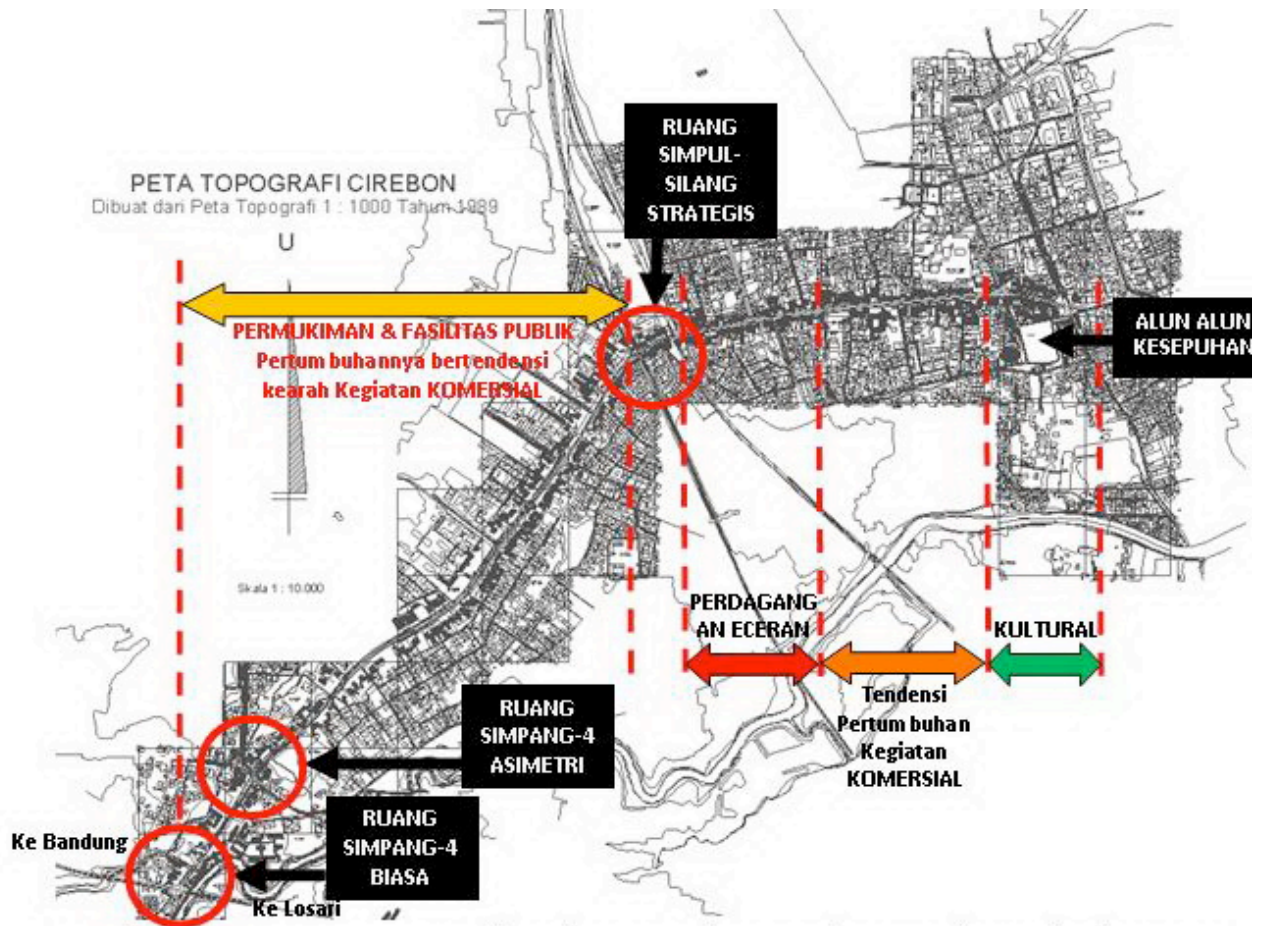 RUANG
SIMPUL-
SILANG
STRATEGIS
PETA TOPOGRAFI CIREBON
Dibuat dari Peta Topografi 1 : 1000 Tahun 1989
U
PERMUKIMAN & FASILITAS PUBLIK
Pertum buhannya bertendensi
kearah Kegiatan KOMERSIAL
ALUN ALUN
KESEPUHAN
Skala 1 : 10.000
PERDAGANG
AN ECERAN
KULTURAL
Tendensi
Pertum buhan
Kegiatan
KOMERSIAL
RUANG
SIMPANG-4
ASIMETRI
RUANG
SIMPANG-4
BIASA
Ke Bandung
Ke Losari